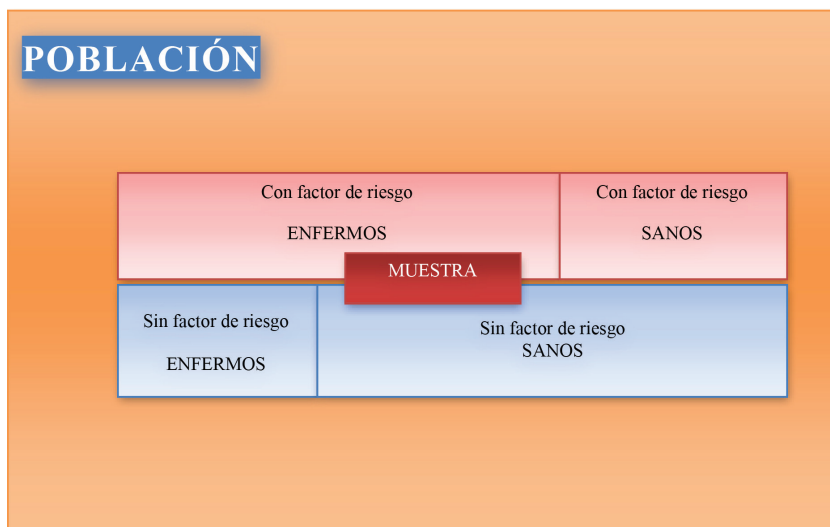 POBLACIÓN
Con factor de riesgo
ENFERMOS
Con factor de riesgo
SANOS
MUESTRA
Sin factor de riesgo
ENFERMOS
Sin factor de riesgo
SANOS